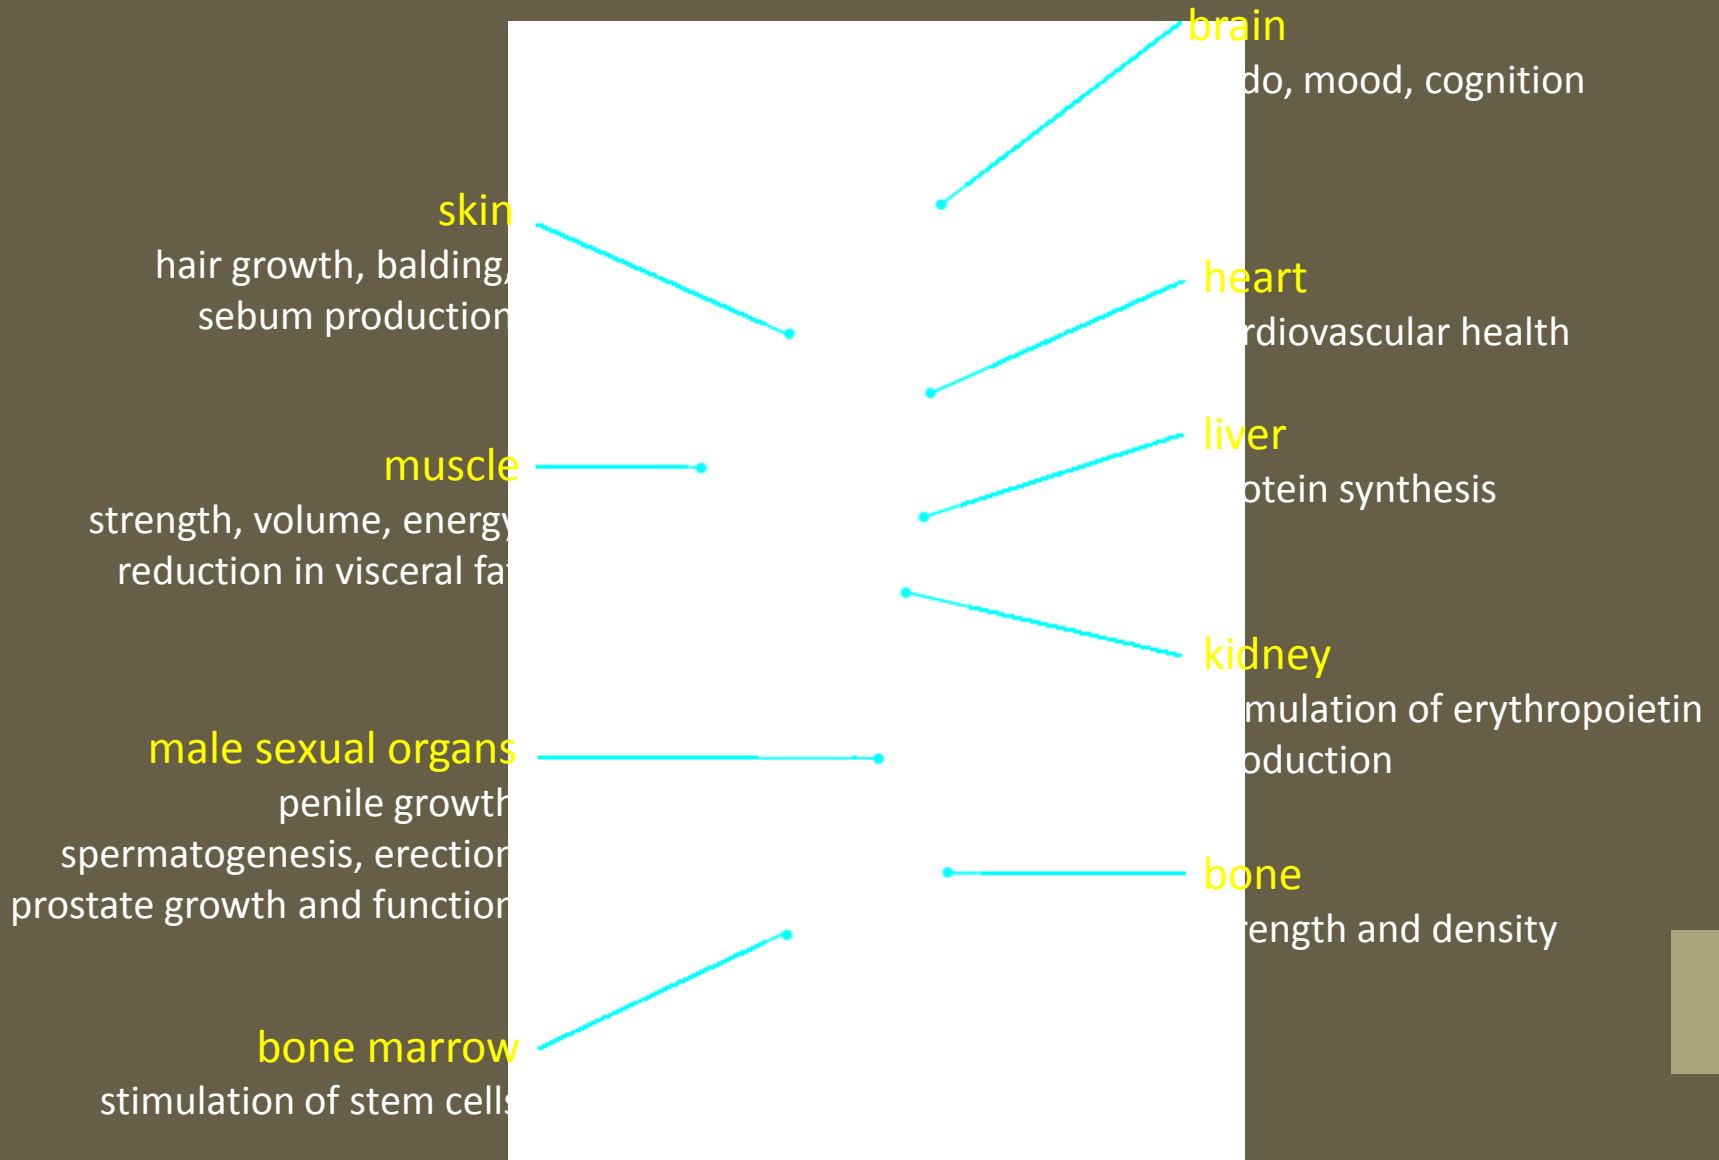 brain
do, mood, cognition
skin
hair growth, balding,
sebum production
heart
rdiovascular health
liver
otein synthesis
muscle
strength, volume, energy
reduction in visceral fat
kidney
mulation of erythropoietin
oduction
male sexual organs
penile growth
spermatogenesis, erection
prostate growth and function
bone
rength and density
bone marrow
stimulation of stem cells